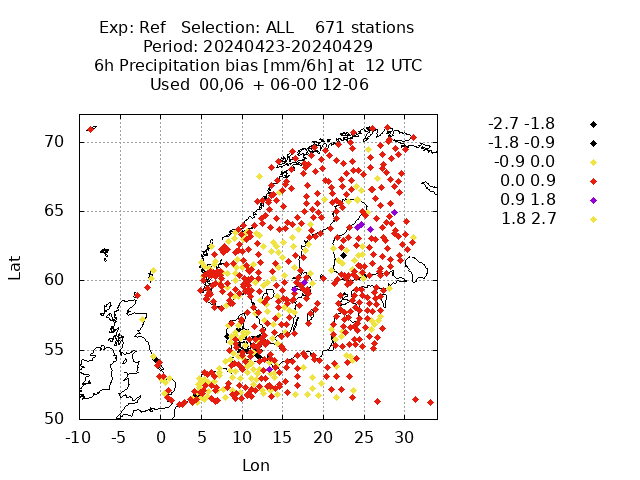 Exp: Ref   Selection: ALL    671 stations
Period: 20240423-20240429
6h Precipitation bias [mm/6h] at  12 UTC
Used  00,06  + 06-00 12-06
-2.7 -1.8
-1.8 -0.9
-0.9 0.0
0.0 0.9
0.9 1.8
1.8 2.7
70
65
60
55
50
Lat
-10 -5 0 5 10 15 20 25 30
Lon